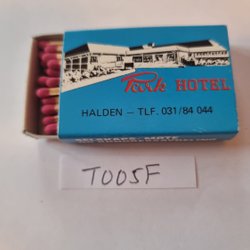 Park HOTEL
HALDEN — TLF. 031/84 044
T005F